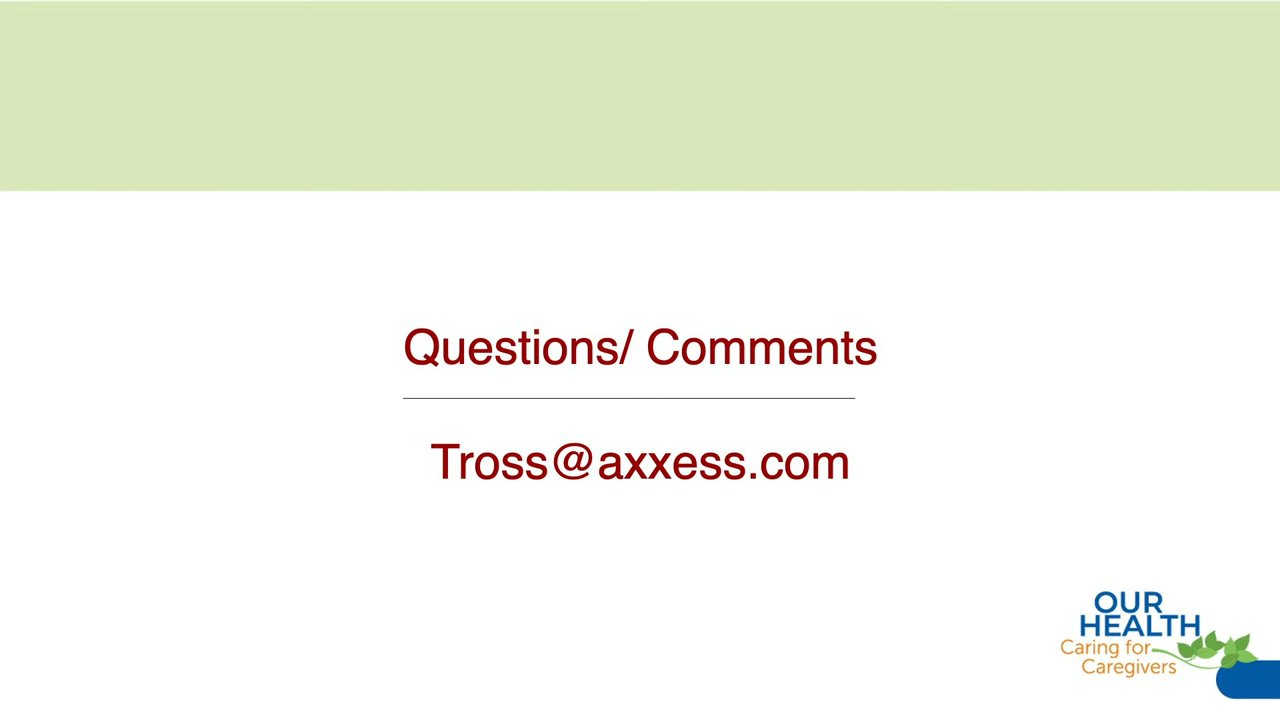 Questions/ Comments
Tross@axxess.com
OUR
HEALTH
Caring for
Caregivers